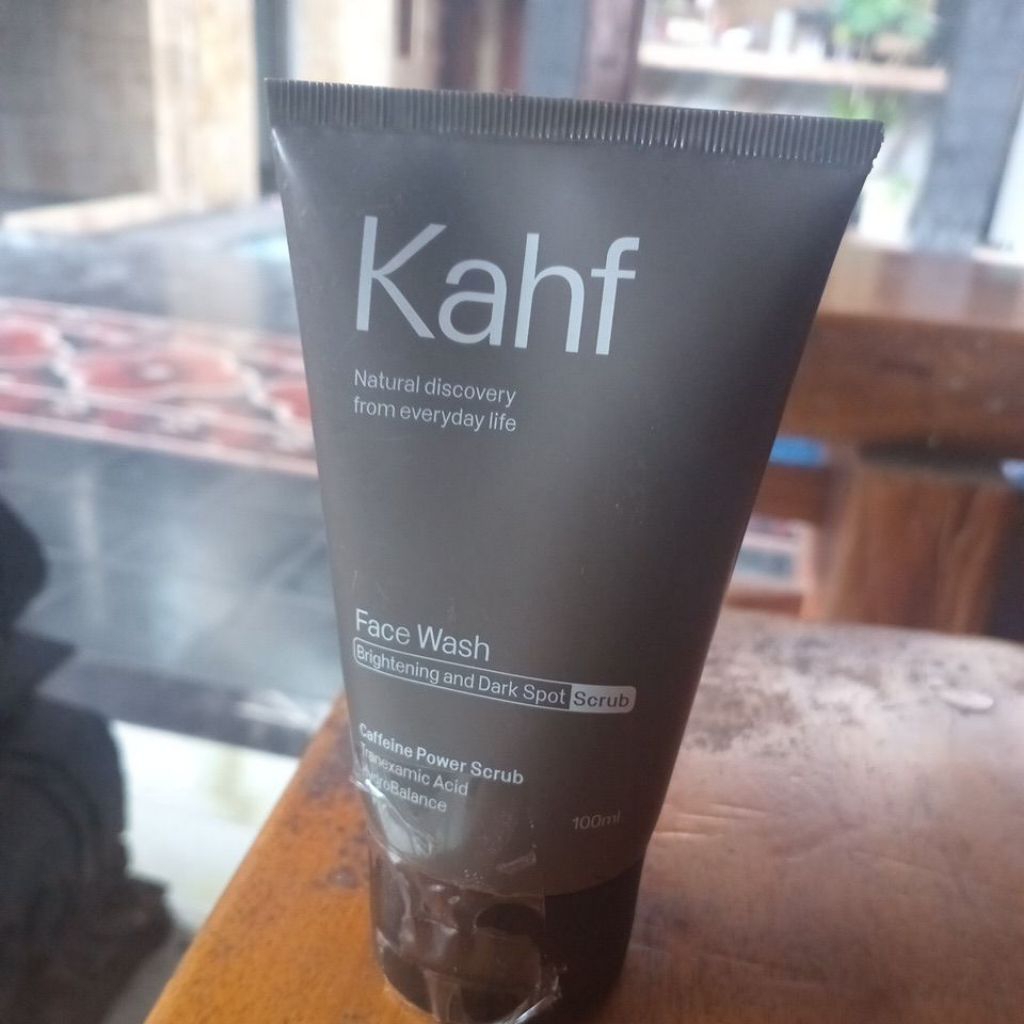 Kahf
Natural discovery
from everyday life
Face Wash
Brightening and Dark Spot Scrub
Caffeine Power Scrub
Tranexamic Acid
HydroBalance
100ml